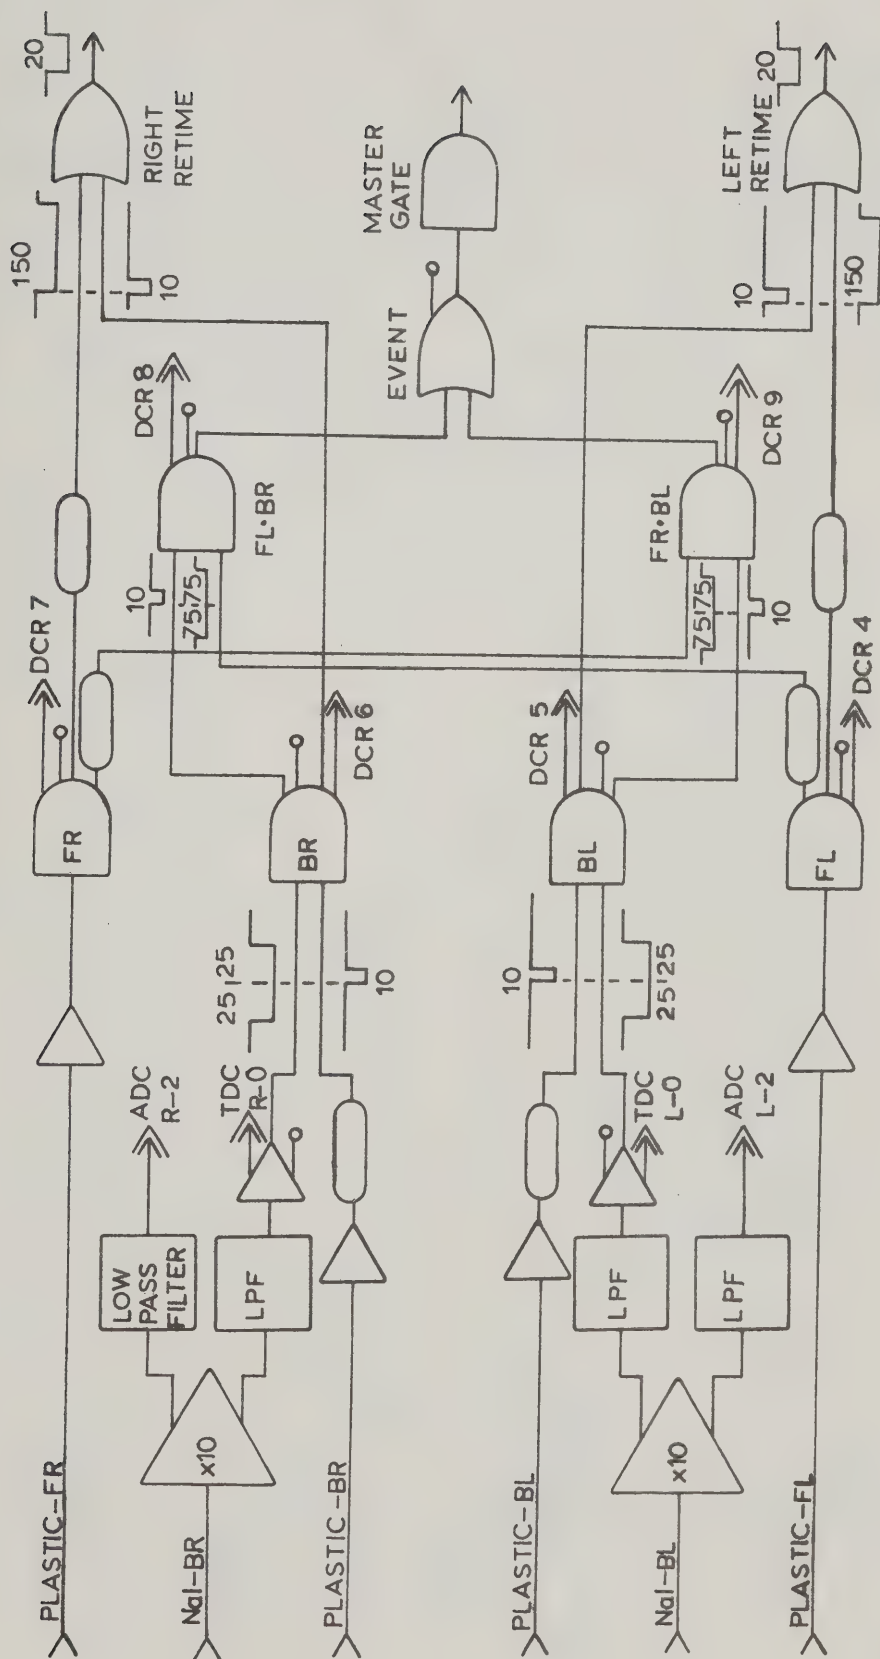 PLASTIC-FR
FR
DCR 7
150
10
20
RIGHT
RETIME
NaI-BR
x10
LOW
PASS
FILTER
ADC
R-2
LPF
TDC
R-0
PLASTIC-BR
25 25
10
BR
DCR 6
10
75 75
FL·BR
DCR 8
EVENT
MASTER
GATE
PLASTIC-BL
10
25 25
BL
DCR 5
75 75
10
FR·BL
DCR 9
NaI-BL
x10
LPF
TDC
L-0
LPF
ADC
L-2
PLASTIC-FL
FL
DCR 4
10
150
LEFT
RETIME
20